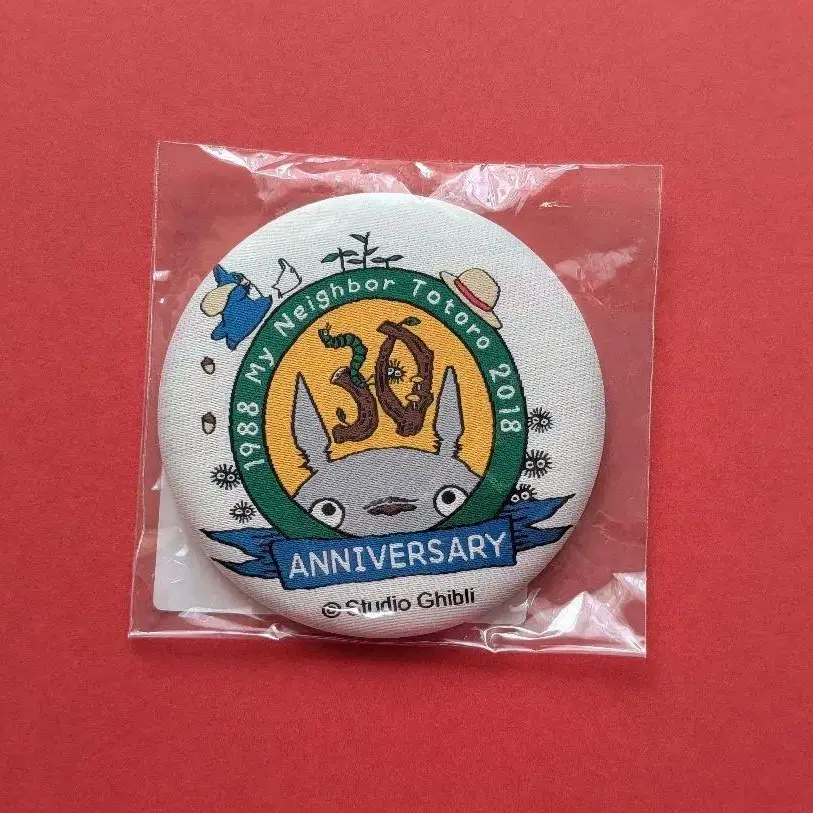 1988 My Neighbor Totoro 2018
30
ANNIVERSARY
© Studio Ghibli